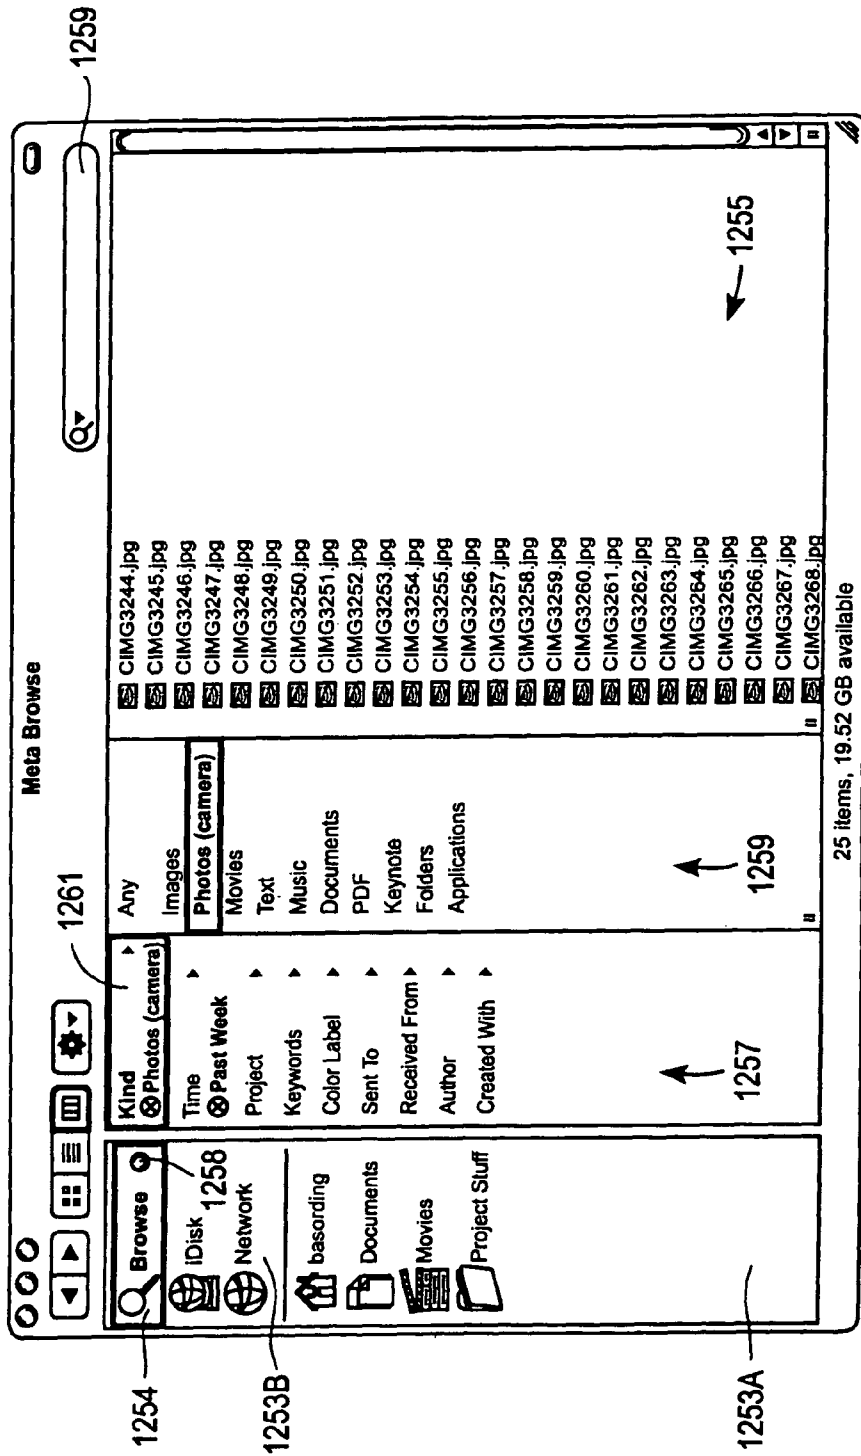 Meta Browse
1259
1261
1254
Browse
1258
iDisk
Network
1253B
basording
Documents
Movies
Project Stuff
1253A
Kind
Photos (camera)
Time
Past Week
Project
Keywords
Color Label
Sent To
Received From
Author
Created With
1257
Any
Images
Photos (camera)
Movies
Text
Music
Documents
PDF
Keynote
Folders
Applications
1259
CIMG3244.jpg
CIMG3245.jpg
CIMG3246.jpg
CIMG3247.jpg
CIMG3248.jpg
CIMG3249.jpg
CIMG3250.jpg
CIMG3251.jpg
CIMG3252.jpg
CIMG3253.jpg
CIMG3254.jpg
CIMG3255.jpg
CIMG3256.jpg
CIMG3257.jpg
CIMG3258.jpg
CIMG3259.jpg
CIMG3260.jpg
CIMG3261.jpg
CIMG3262.jpg
CIMG3263.jpg
CIMG3264.jpg
CIMG3265.jpg
CIMG3266.jpg
CIMG3267.jpg
CIMG3268.jpg
1255
25 items, 19.52 GB available